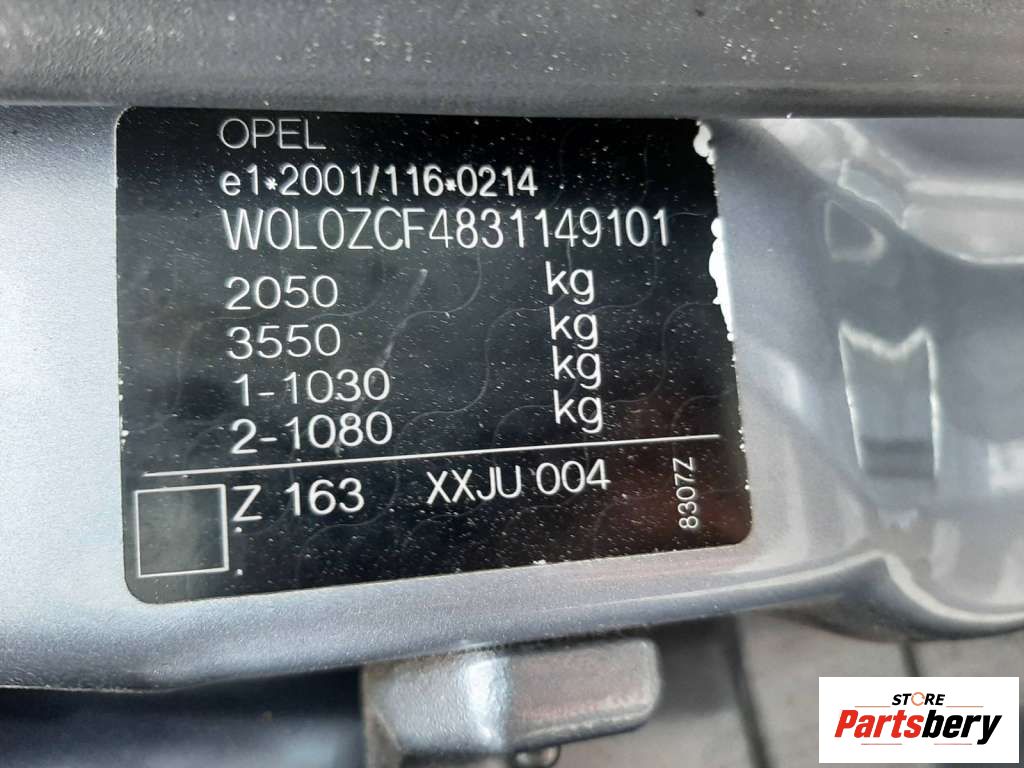 OPEL
e1*2001/116*0214
W0L0ZCF4831149101
2050 kg
3550 kg
1-1030 kg
2-1080 kg
Z 163 XXJU 004
8307Z
STORE
Partsbery